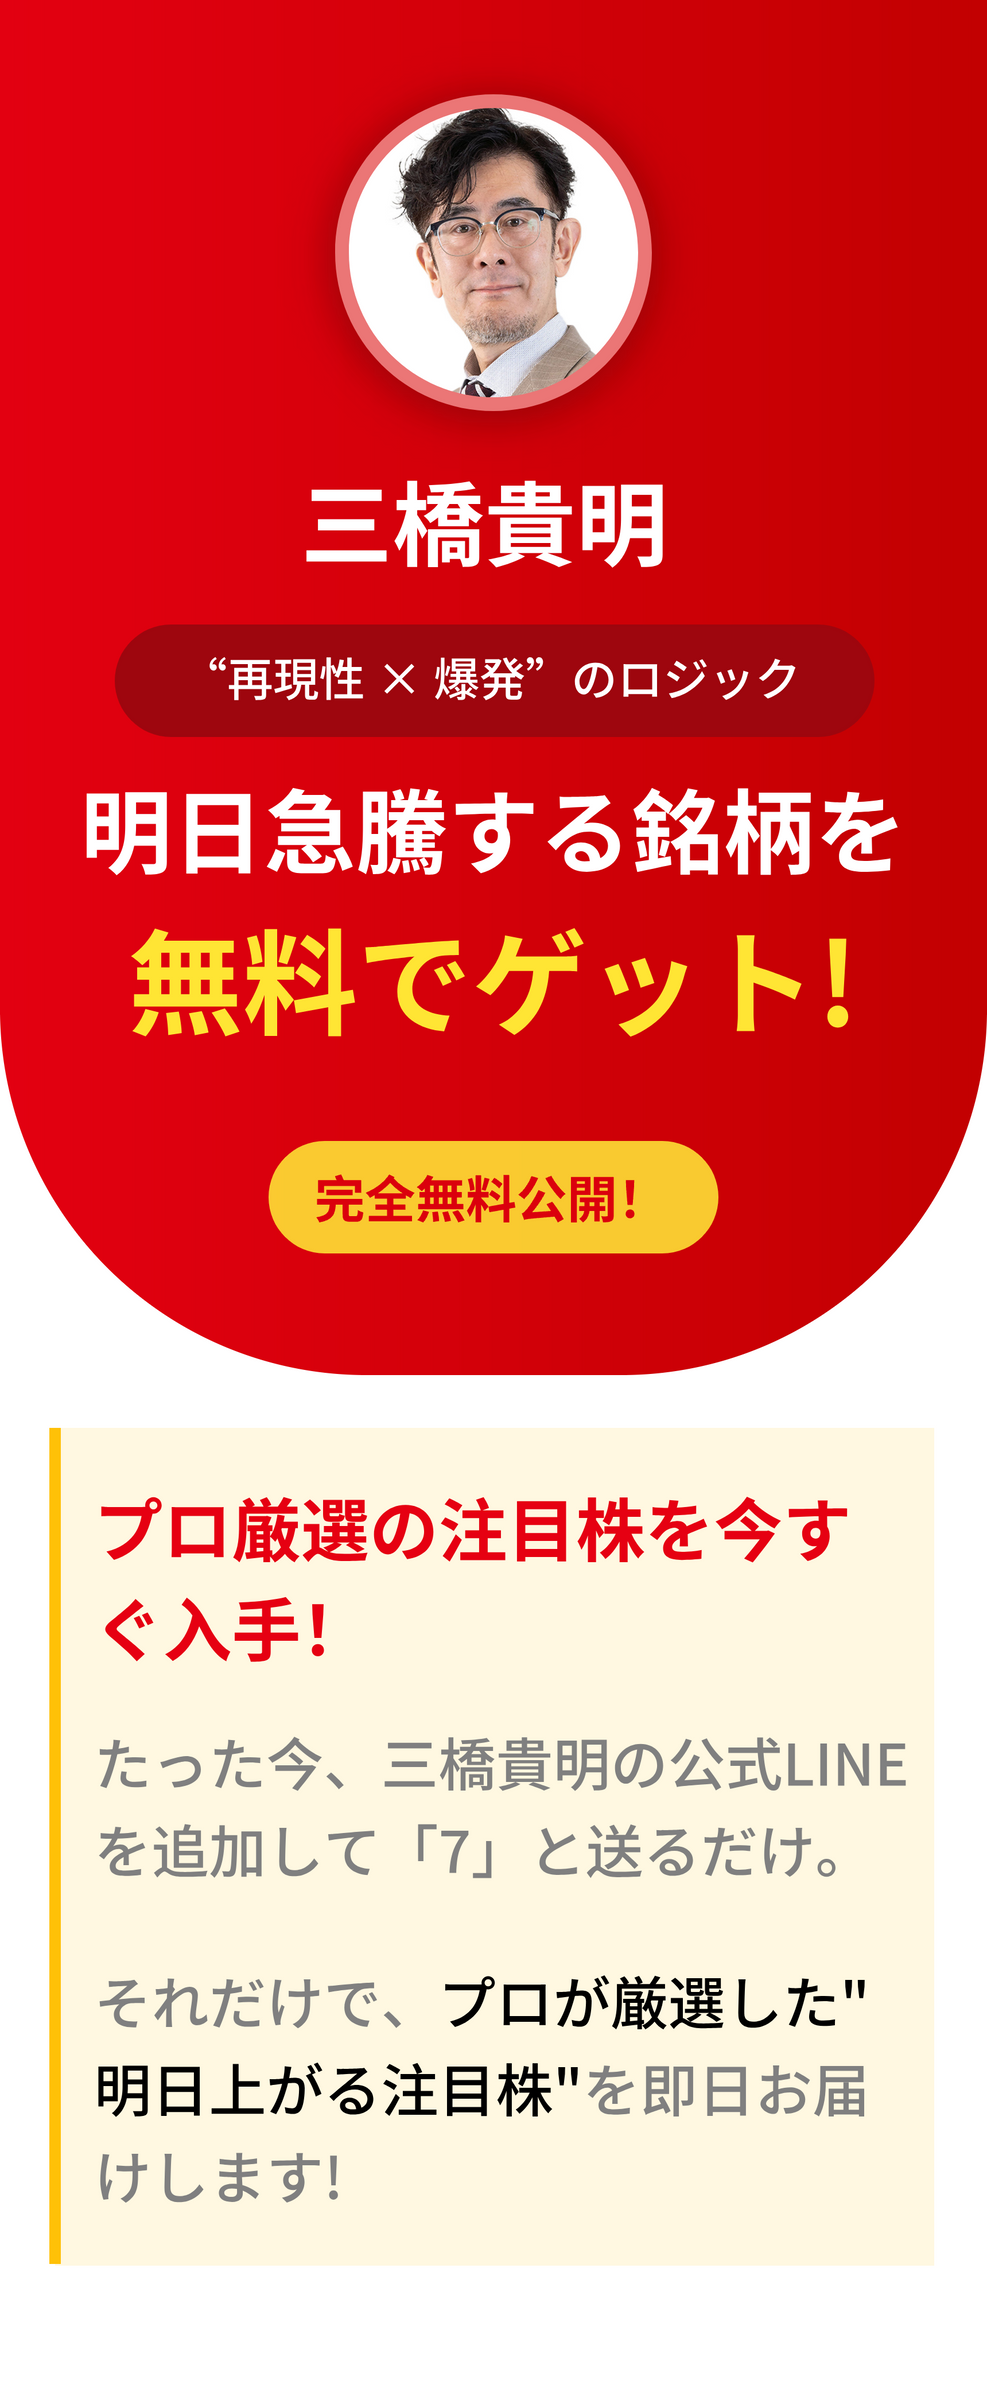 三橋貴明
“再現性 × 爆発”のロジック
明日急騰する銘柄を
無料でゲット!
完全無料公開!
プロ厳選の注目株を今す
ぐ入手!
たった今、三橋貴明の公式LINE
を追加して「7」と送るだけ。
それだけで、プロが厳選した"
明日上がる注目株"を即日お届
けします!